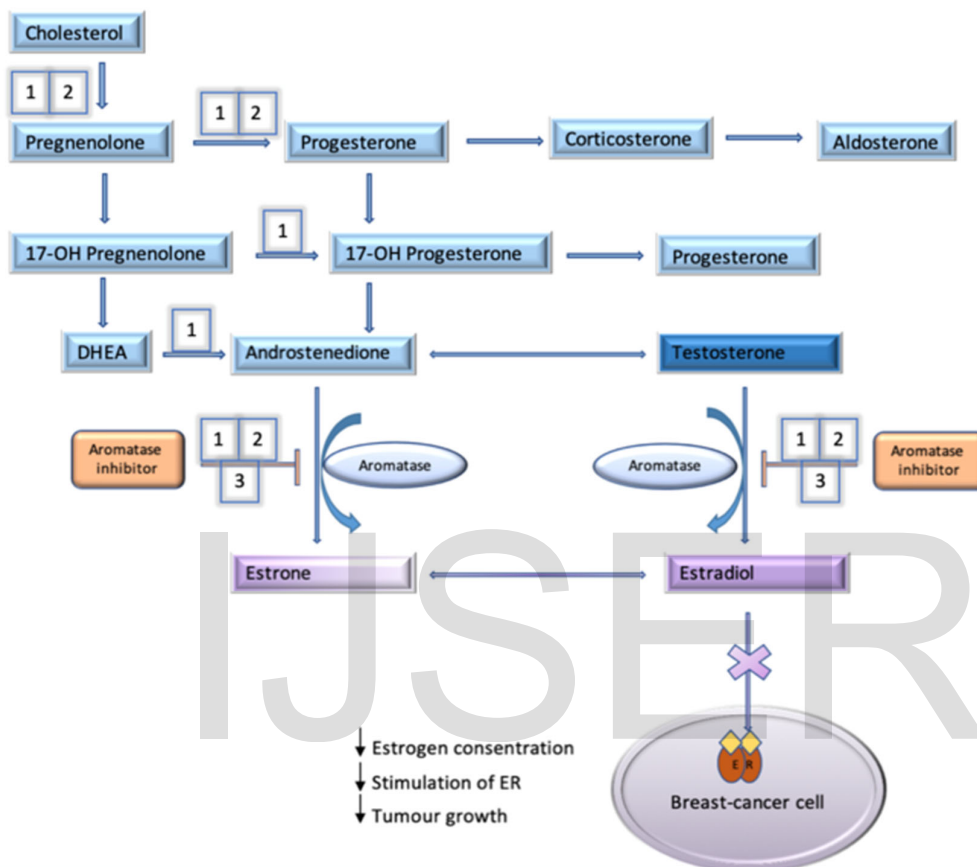 Cholesterol
1 2
1 2
Pregnenolone
Progesterone
Corticosterone
Aldosterone
1
17-OH Pregnenolone
17-OH Progesterone
Progesterone
1
DHEA
Androstenedione
Testosterone
Aromatase
inhibitor
1 2
3
Aromatase
Aromatase
1 2
3
Aromatase
inhibitor
Estrone
Estradiol
IJSER
Estrogen concentration
Stimulation of ER
Tumour growth
E R
Breast-cancer cell